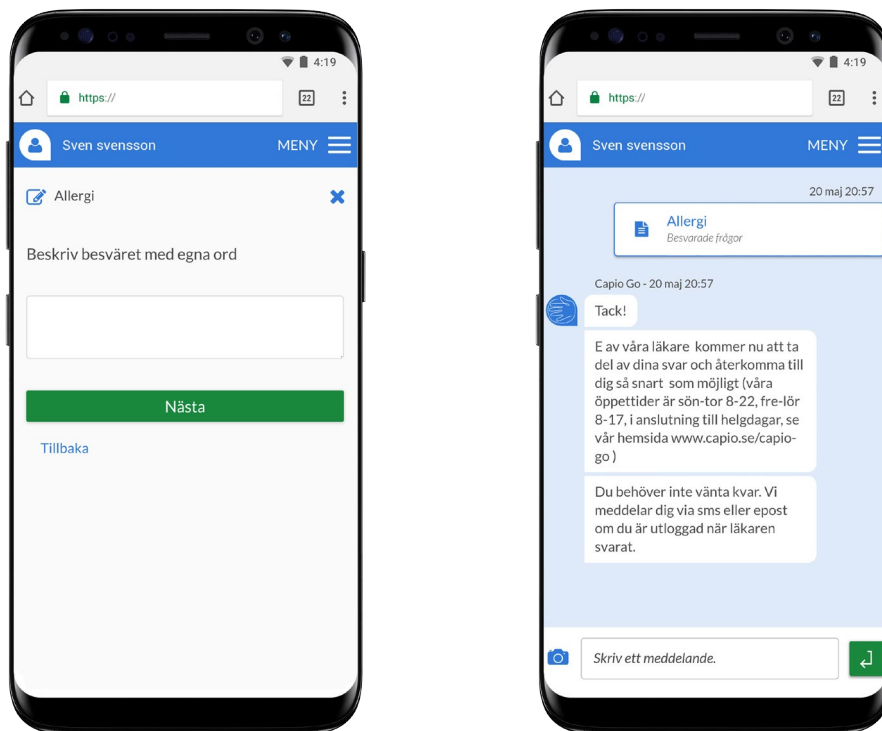 4:19
https://
22
Sven svensson
MENY
Allergi
Beskriv besväret med egna ord
Nästa
Tillbaka
4:19
https://
22
Sven svensson
MENY
20 maj 20:57
Allergi
Besvarade frågor
Capio Go - 20 maj 20:57
Tack!
E av våra läkare kommer nu att ta
del av dina svar och återkomma till
dig så snart som möjligt (våra
öppettider är sön-tor 8-22, fre-lör
8-17, i anslutning till helgdagar, se
vår hemsida www.capio.se/capio-
go )
Du behöver inte vänta kvar. Vi
meddelar dig via sms eller epost
om du är utloggad när läkaren
svarat.
Skriv ett meddelande.